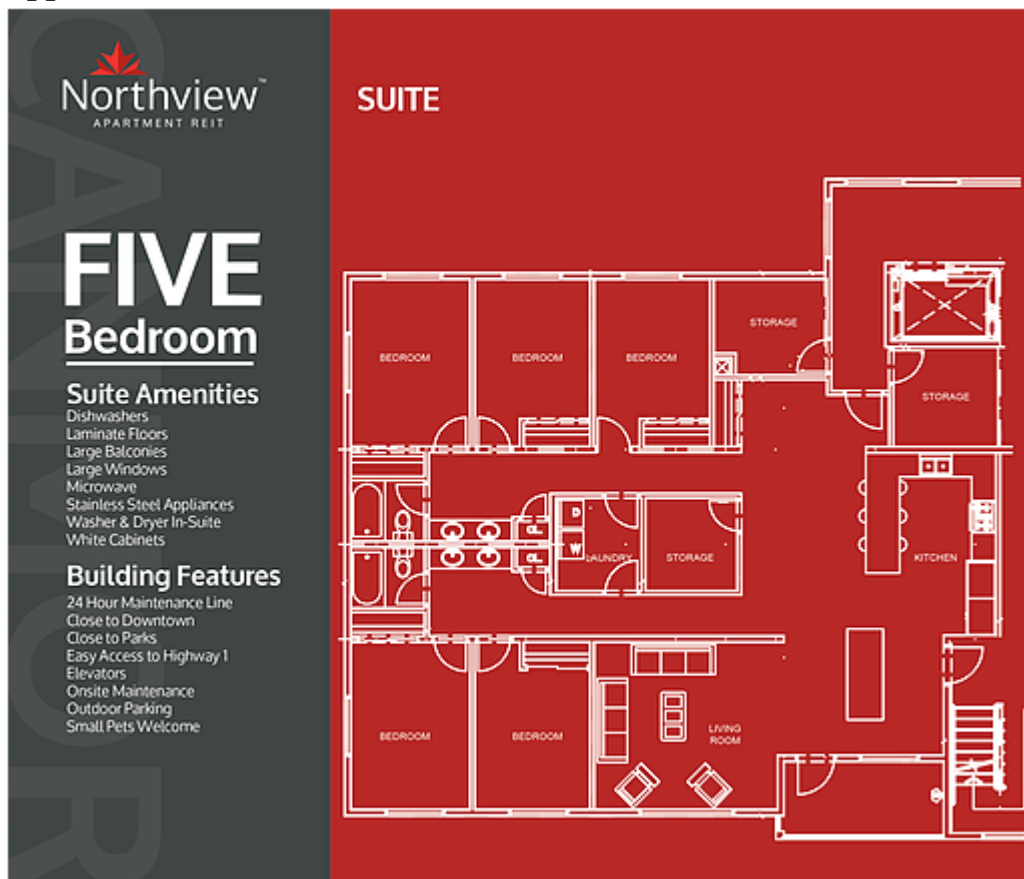 CANMOR
Northview™
APARTMENT REIT
FIVE
Bedroom
Suite Amenities
Dishwashers
Laminate Floors
Large Balconies
Large Windows
Microwave
Stainless Steel Appliances
Washer & Dryer In-Suite
White Cabinets
Building Features
24 Hour Maintenance Line
Close to Downtown
Close to Parks
Easy Access to Highway 1
Elevators
Onsite Maintenance
Outdoor Parking
Small Pets Welcome
SUITE
STORAGE
BEDROOM
BEDROOM
BEDROOM
STORAGE
D
W
LAUNDRY
STORAGE
KITCHEN
BEDROOM
BEDROOM
LIVING
ROOM